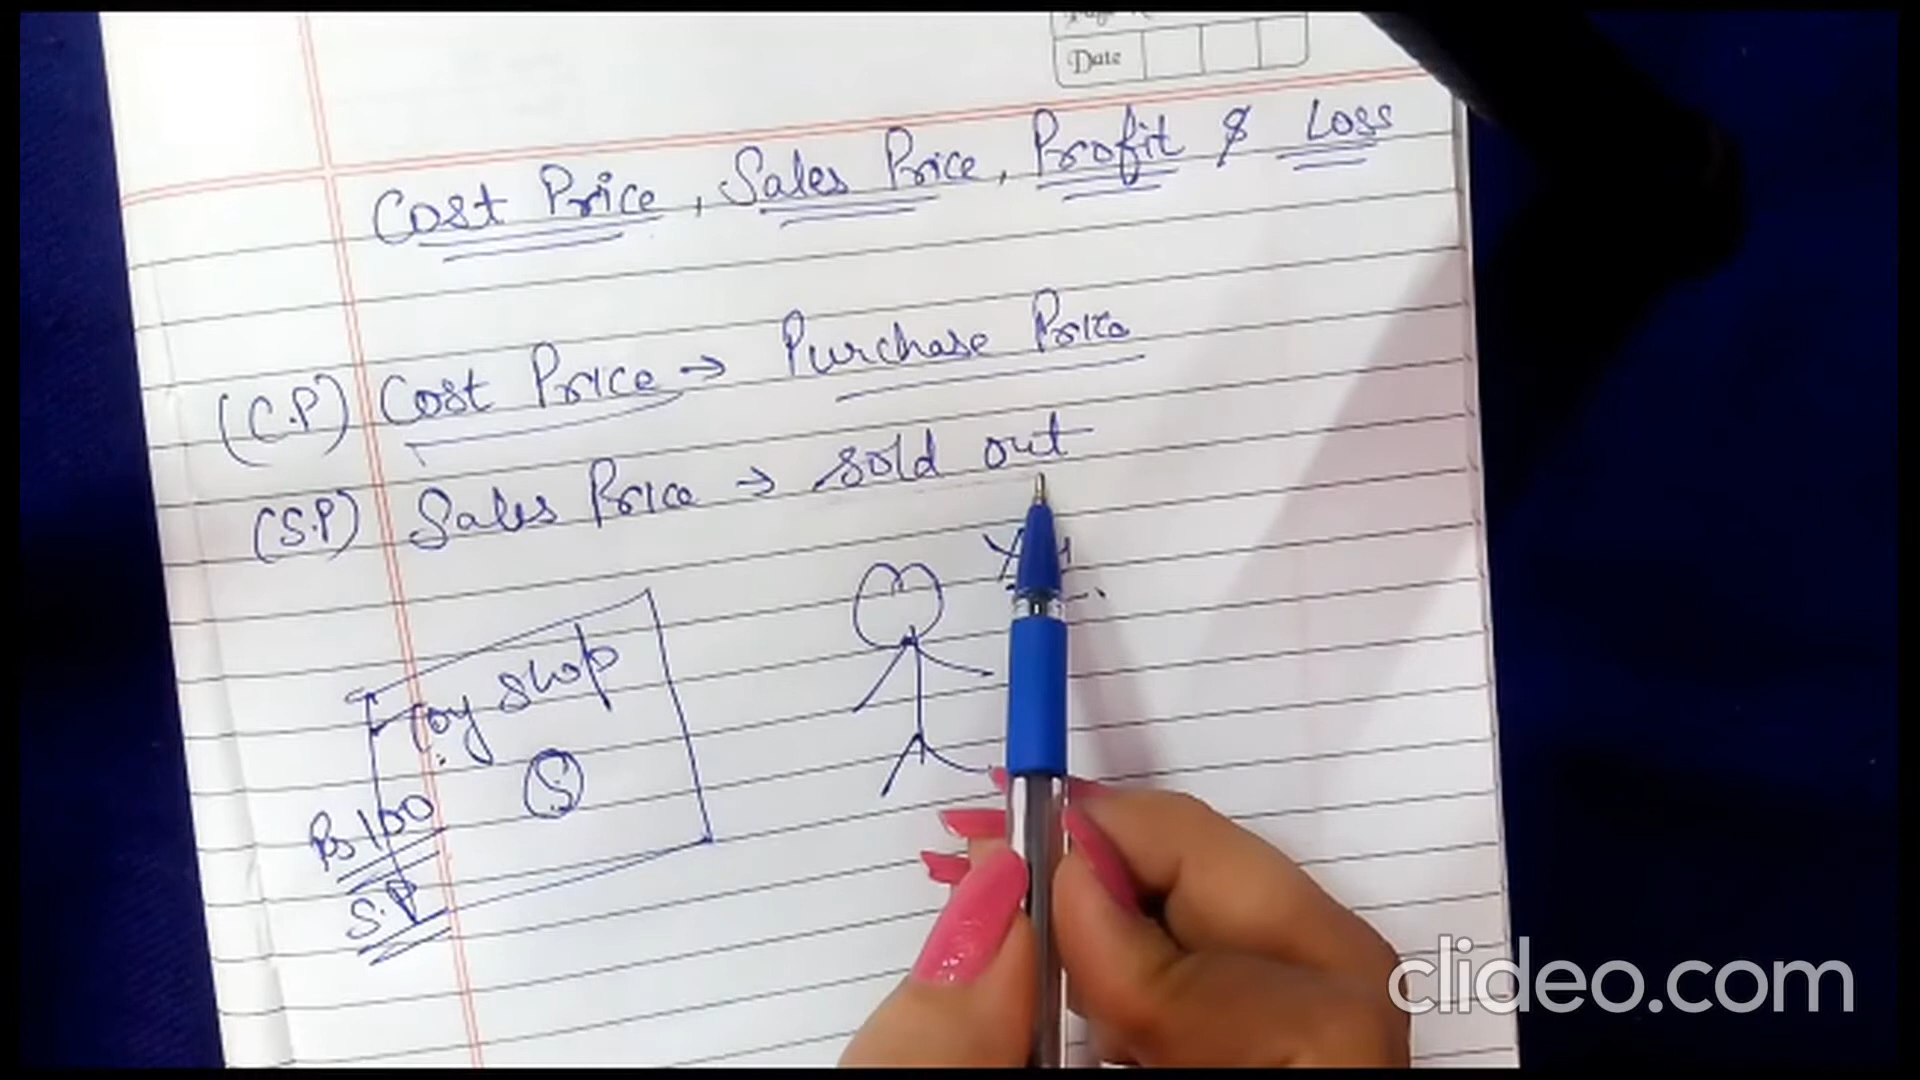 Date
Cost Price, Sales Price, Profit & Loss
(C.P) Cost Price → Purchase Price
(S.P) Sales Price → sold out
Toy shop
S
Rs 100
S.P
clideo.com